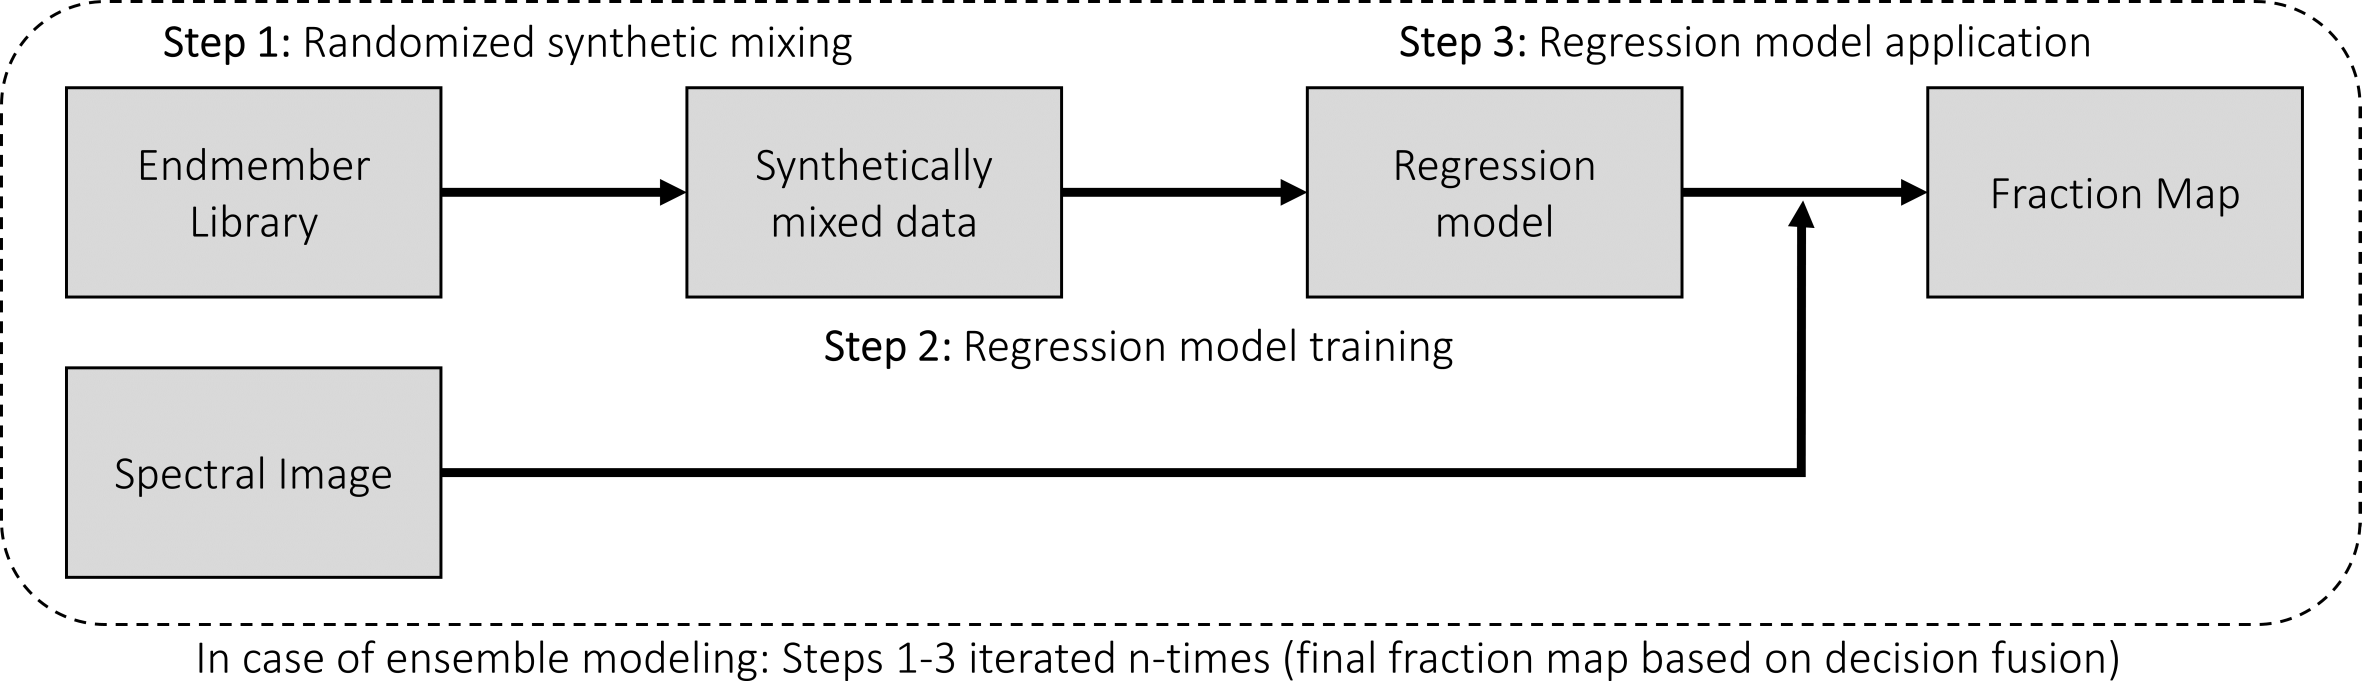 Step 1: Randomized synthetic mixing
Step 3: Regression model application
Endmember
Library
Synthetically
mixed data
Regression
model
Fraction Map
Step 2: Regression model training
Spectral Image
In case of ensemble modeling: Steps 1-3 iterated n-times (final fraction map based on decision fusion)